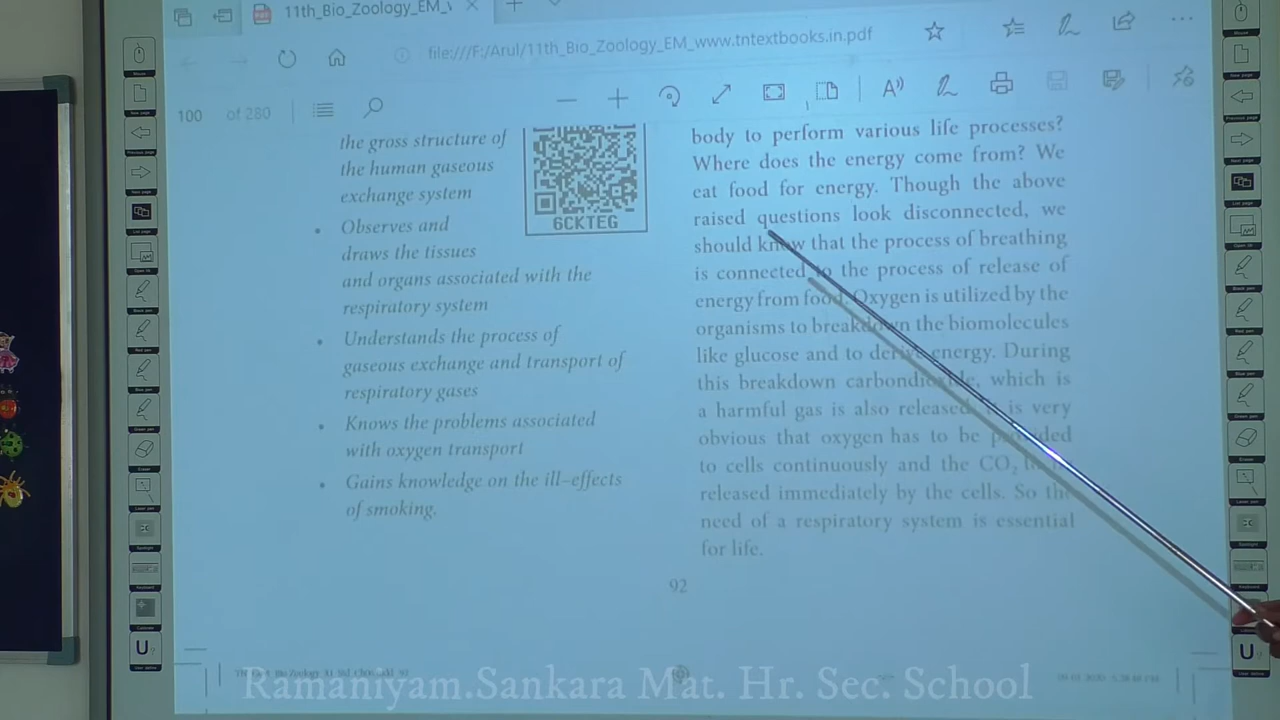 11th_Bio_Zoology_EM_
file:///F:/Arul/11th_Bio_Zoology_EM_www.tntextbooks.in.pdf
100 of 280
the gross structure of
the human gaseous
exchange system
6CKTEG
• Observes and
draws the tissues
and organs associated with the
respiratory system
• Understands the process of
gaseous exchange and transport of
respiratory gases
• Knows the problems associated
with oxygen transport
• Gains knowledge on the ill–effects
of smoking.
body to perform various life processes?
Where does the energy come from? We
eat food for energy. Though the above
raised questions look disconnected, we
should know that the process of breathing
is connected to the process of release of
energy from food. Oxygen is utilized by the
organisms to breakdown the biomolecules
like glucose and to derive energy. During
this breakdown carbondioxide, which is
a harmful gas is also released. It is very
obvious that oxygen has to be provided
to cells continuously and the CO₂
released immediately by the cells. So the
need of a respiratory system is essential
for life.
92
Ramaniyam.Sankara Mat. Hr. Sec. School